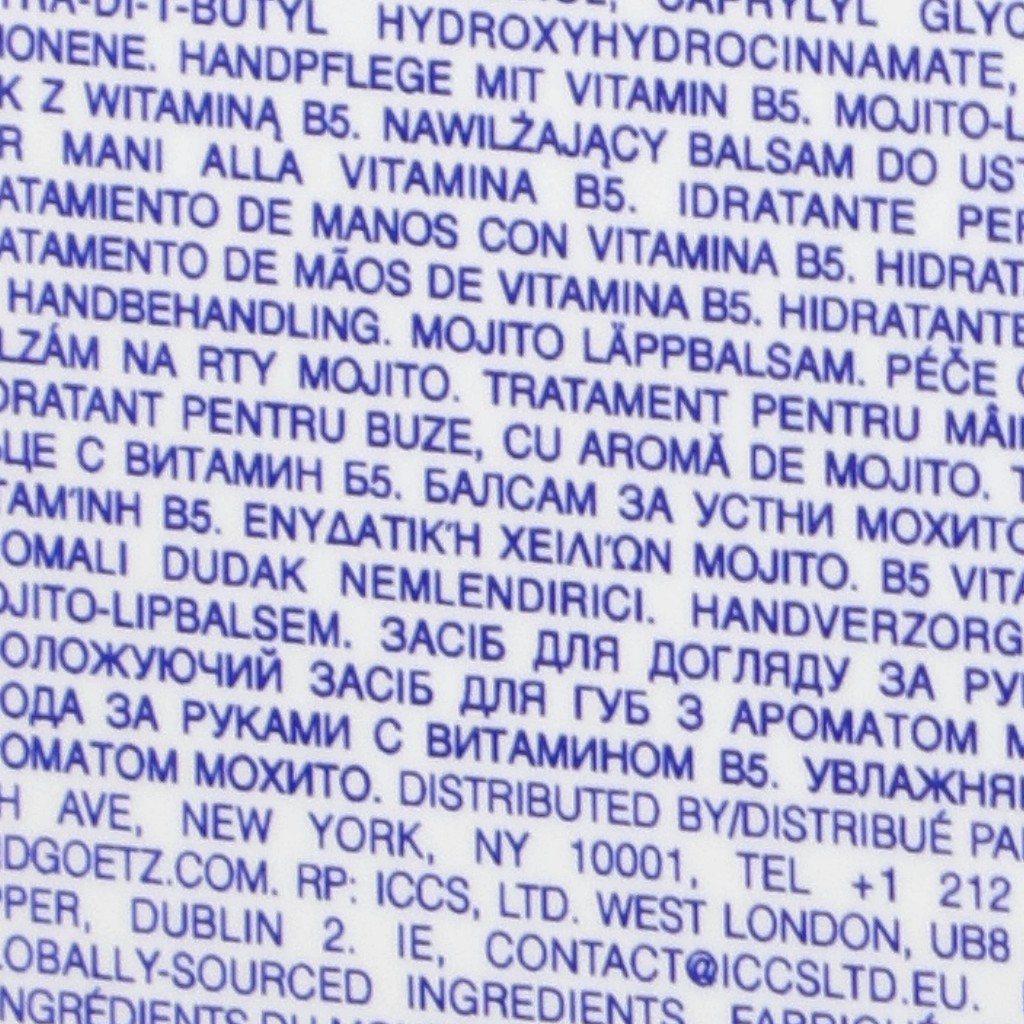 TRA-DI-T-BUTYL HYDROXYHYDROCINNAMATE,
HANDPFLEGE MIT VITAMIN B5. MOJITO-L
K Z WITAMINĄ B5. NAWILŻAJĄCY BALSAM DO UST
R MANI ALLA VITAMINA B5. IDRATANTE PER
ATAMIENTO DE MANOS CON VITAMINA B5. HIDRAT
ATAMENTO DE MÃOS DE VITAMINA B5. HIDRATANTE
HANDBEHANDLING. MOJITO LÄPPBALSAM. PÉČE
LZÁM NA RTY MOJITO. TRATAMENT PENTRU MÂI
DRATANT PENTRU BUZE, CU AROMĂ DE MOJITO. T
ЦЕ С ВИТАМИН Б5. БАЛСАМ ЗА УСТНИ МОХИТО
ΤΑΜΊΝΗ B5. ΕΝΥΔΑΤΙΚΉ ΧΕΙΛΙΏΝ MOJITO. B5 VITA
OMALI DUDAK NEMLENDIRICI. HANDVERZORG
OJITO-LIPBALSEM. ЗАСІБ ДЛЯ ДОГЛЯДУ ЗА РУ
ОЛОЖУЮЧИЙ ЗАСІБ ДЛЯ ГУБ З АРОМАТОМ М
ОДА ЗА РУКАМИ С ВИТАМИНОМ B5. УВЛАЖНЯ
ОМАТОМ МОХИТО. DISTRIBUTED BY/DISTRIBUÉ PA
H AVE, NEW YORK, NY 10001, TEL +1 212
DGOETZ.COM. RP: ICCS, LTD. WEST LONDON, UB8
PER, DUBLIN 2. IE, CONTACT@ICCSLTD.EU.
LOBALLY-SOURCED INGREDIENTS.